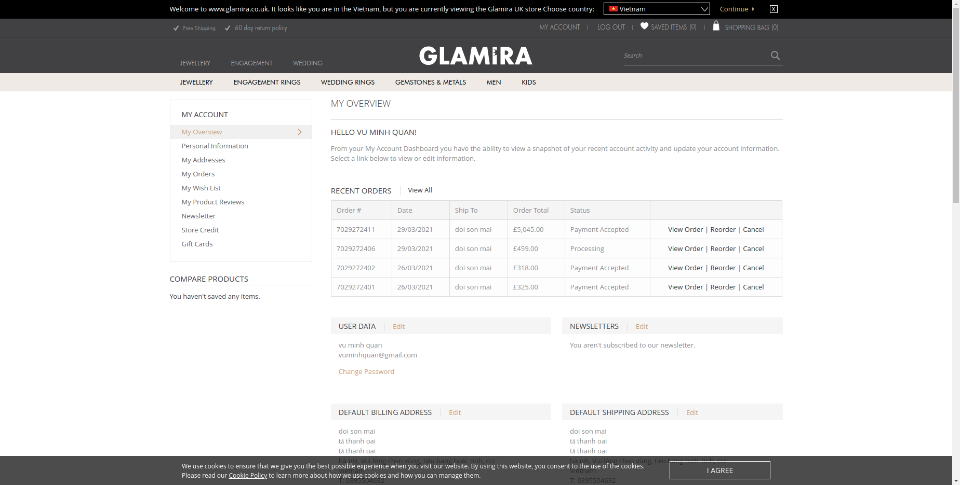 Welcome to www.glamira.co.uk. It looks like you are in the Vietnam, but you are currently viewing the Glamira UK store Choose country: Vietnam Continue X
Free Shipping 60 day return policy MY ACCOUNT | LOG OUT | SAVED ITEMS (0) | SHOPPING BAG (0)
JEWELLERY ENGAGEMENT WEDDING GLAMIRA Search
JEWELLERY ENGAGEMENT RINGS WEDDING RINGS GEMSTONES & METALS MEN KIDS
MY ACCOUNT
My Overview
Personal Information
My Addresses
My Orders
My Wish List
My Product Reviews
Newsletter
Store Credit
Gift Cards
COMPARE PRODUCTS
You haven't saved any items.
MY OVERVIEW
HELLO VU MINH QUAN!
From your My Account Dashboard you have the ability to view a snapshot of your recent account activity and update your account information.
Select a link below to view or edit information.
RECENT ORDERS | View All
Order # Date Ship To Order Total Status
7029272411 29/03/2021 doi son mai £5,045.00 Payment Accepted View Order | Reorder | Cancel
7029272406 29/03/2021 doi son mai £459.00 Processing View Order | Reorder | Cancel
7029272402 26/03/2021 doi son mai £318.00 Payment Accepted View Order | Reorder | Cancel
7029272401 26/03/2021 doi son mai £325.00 Payment Accepted View Order | Reorder | Cancel
USER DATA | Edit
vu minh quan
vuminhquan@gmail.com
Change Password
NEWSLETTERS | Edit
You aren't subscribed to our newsletter.
DEFAULT BILLING ADDRESS | Edit
doi son mai
tả thanh oai
tả thanh oai
DEFAULT SHIPPING ADDRESS | Edit
doi son mai
tả thanh oai
tả thanh oai
We use cookies to ensure that we give you the best possible experience when you visit our website. By using this website, you consent to the use of the cookies.
Please read our Cookie Policy to learn more about how we use cookies and how you can manage them.
I AGREE